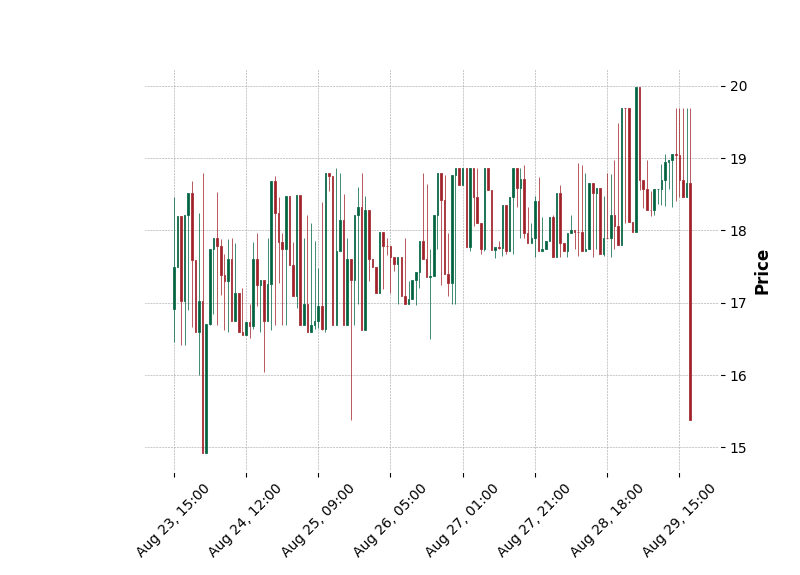 20
19
18
17
16
15
Price
Aug 23, 15:00
Aug 24, 12:00
Aug 25, 09:00
Aug 26, 05:00
Aug 27, 01:00
Aug 27, 21:00
Aug 28, 18:00
Aug 29, 15:00